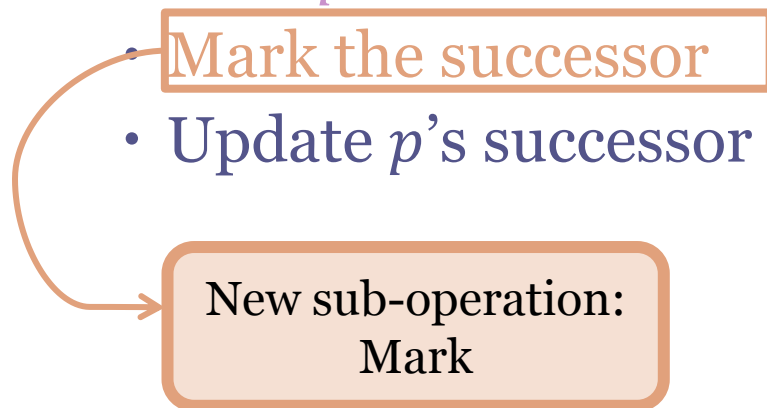 • Mark the successor
• Update p’s successor
New sub-operation:
Mark